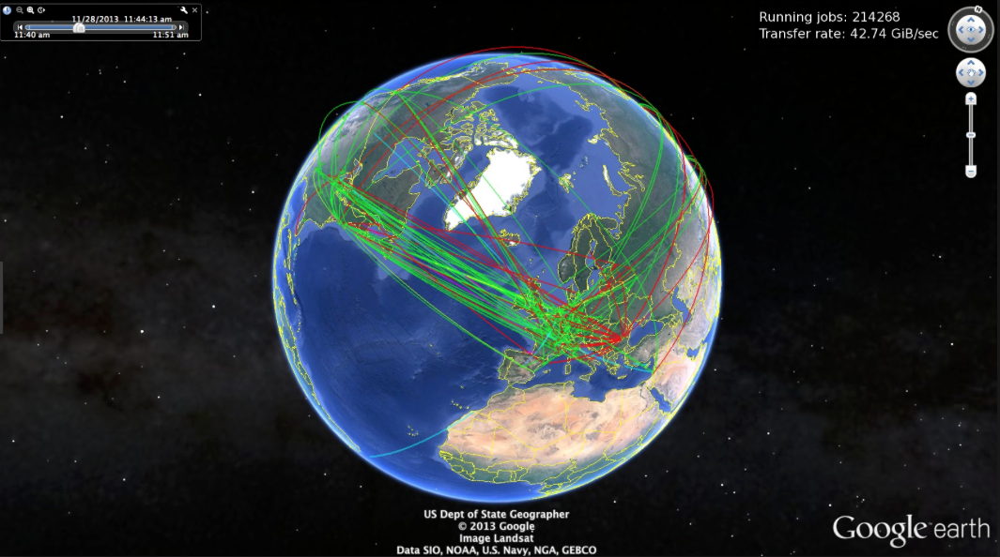 11/28/2013 11:44:13 am
11:40 am 11:51 am
Running jobs: 214268
Transfer rate: 42.74 GiB/sec
N
US Dept of State Geographer
© 2013 Google
Image Landsat
Data SIO, NOAA, U.S. Navy, NGA, GEBCO
Google earth